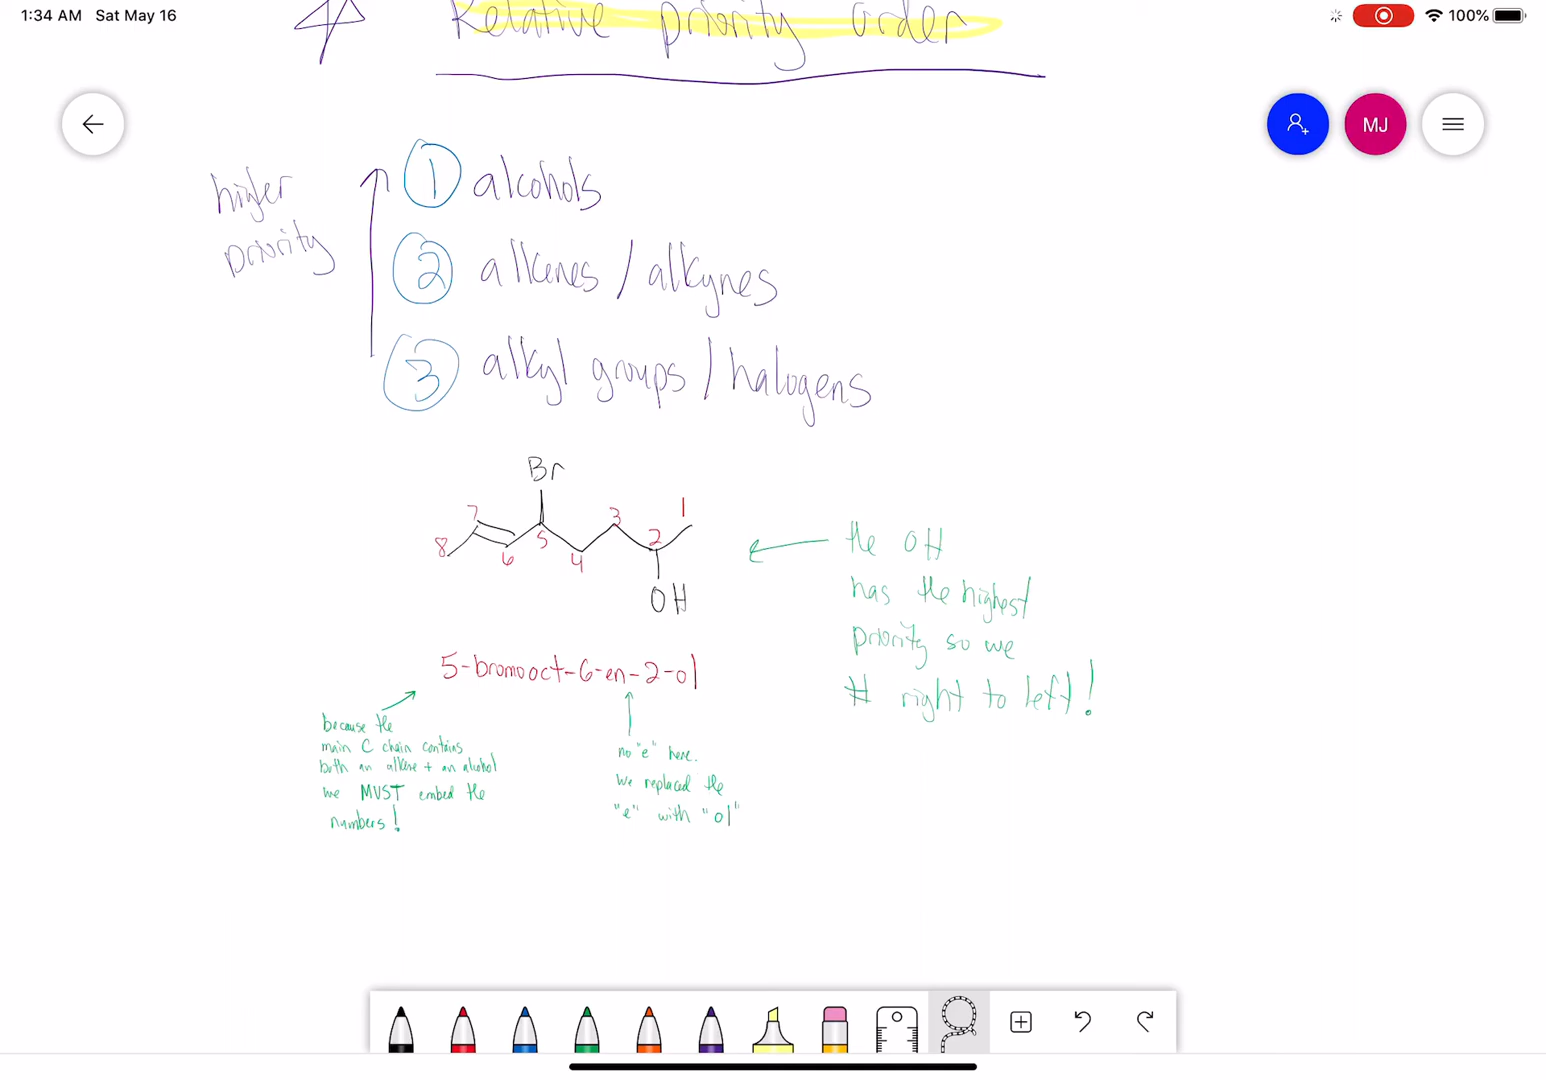 1:34 AM Sat May 16
100%
Relative priority order
MJ
higher
priority
1 alcohols
2 alkenes / alkynes
3 alkyl groups / halogens
Br
7
8
6
5
4
3
2
1
OH
the OH
has the highest
priority so we
# right to left!
5-bromooct-6-en-2-ol
because the
main C chain contains
both an alkene + an alcohol
we MUST embed the
numbers!
no "e" here.
we replaced the
"e" with "ol"